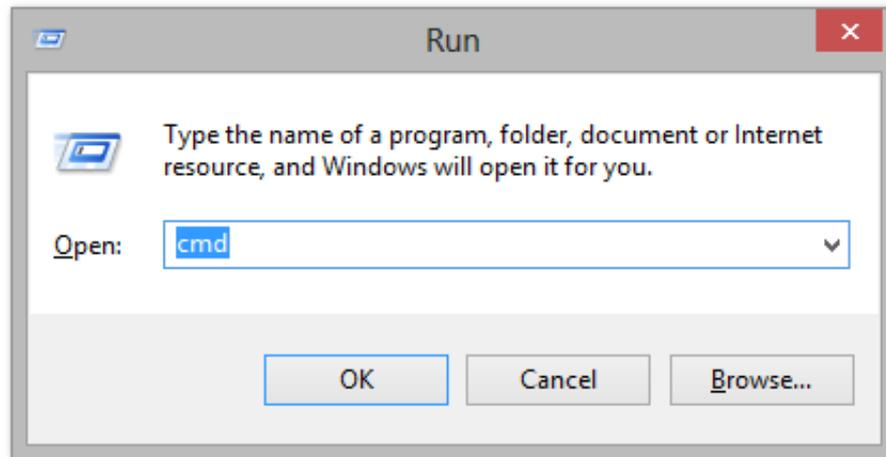 Run
Type the name of a program, folder, document or Internet
resource, and Windows will open it for you.
Open: cmd
OK Cancel Browse...